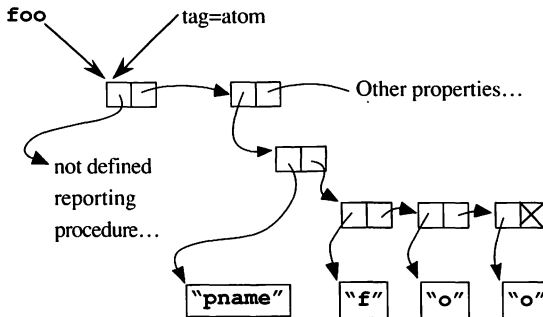 foo
tag=atom
Other properties…
not defined
reporting
procedure…
“pname”
“f”
“o”
“o”